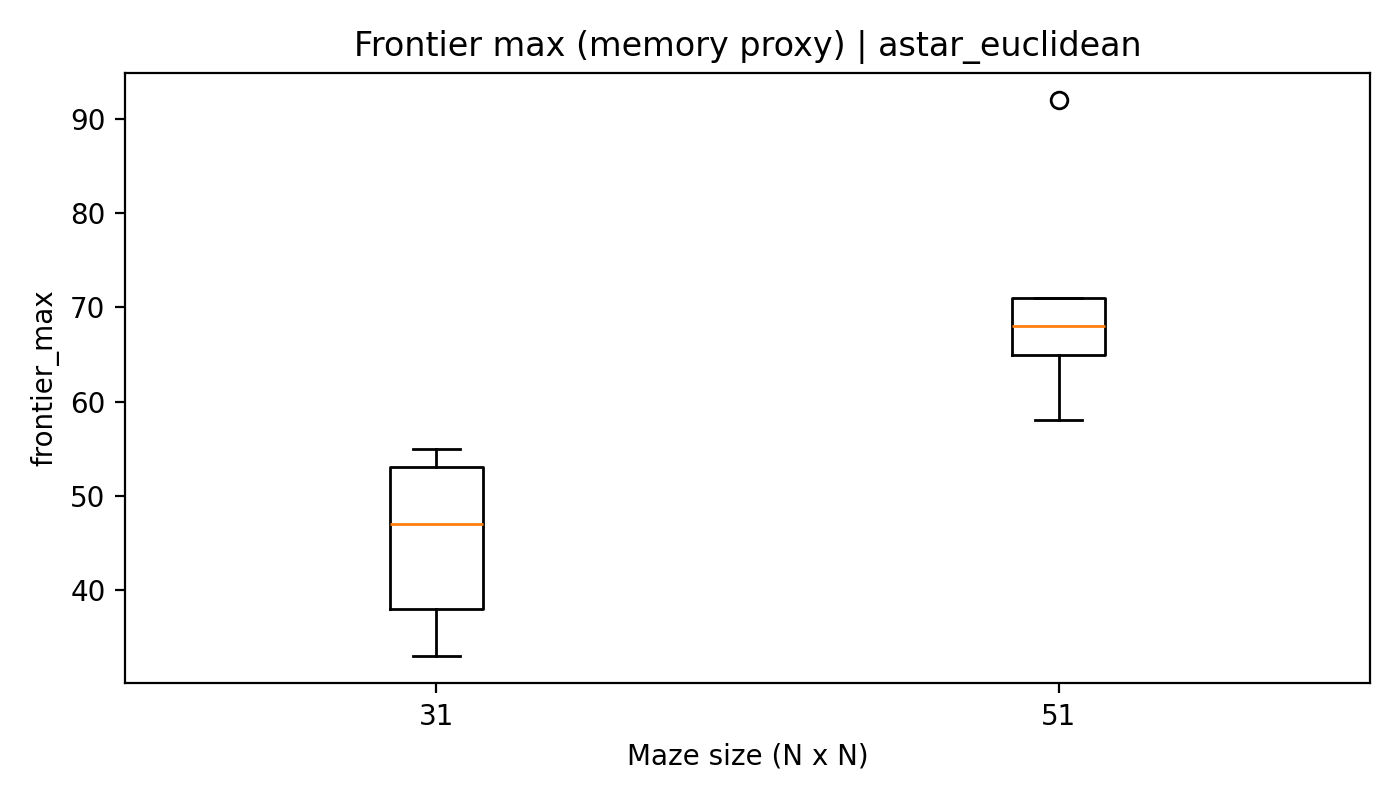 Frontier max (memory proxy) | astar_euclidean
frontier_max
90
80
70
60
50
40
31
51
Maze size (N x N)